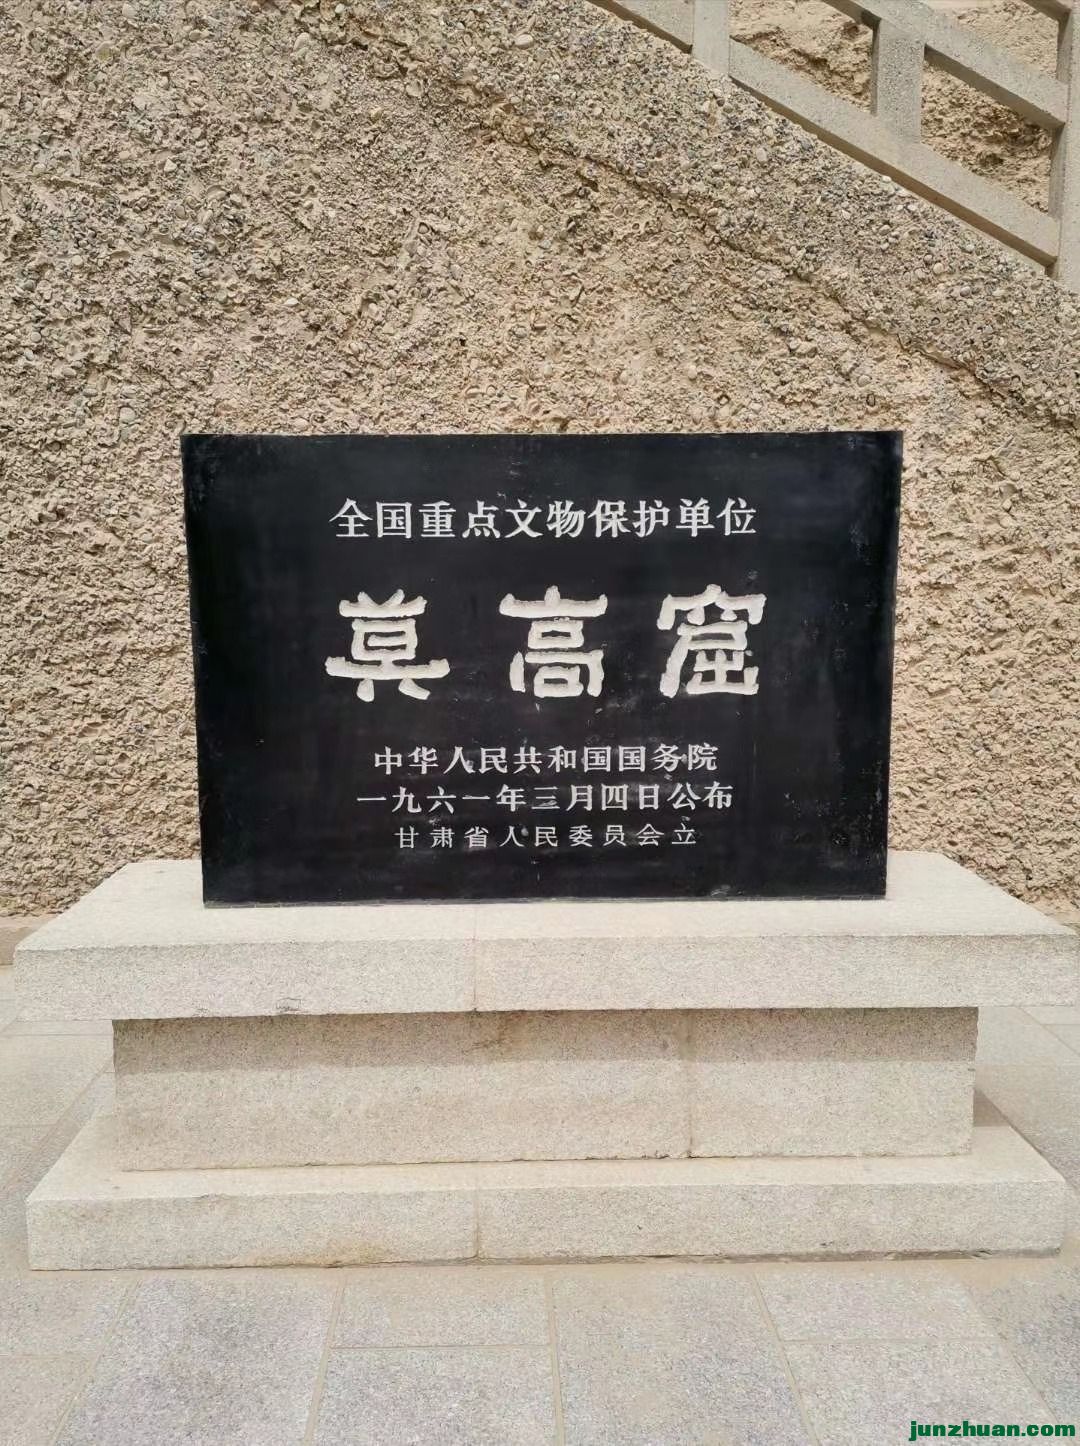 全国重点文物保护单位
莫高窟
中华人民共和国国务院
一九六一年三月四日公布
甘肃省人民委员会立
junzhuan.com